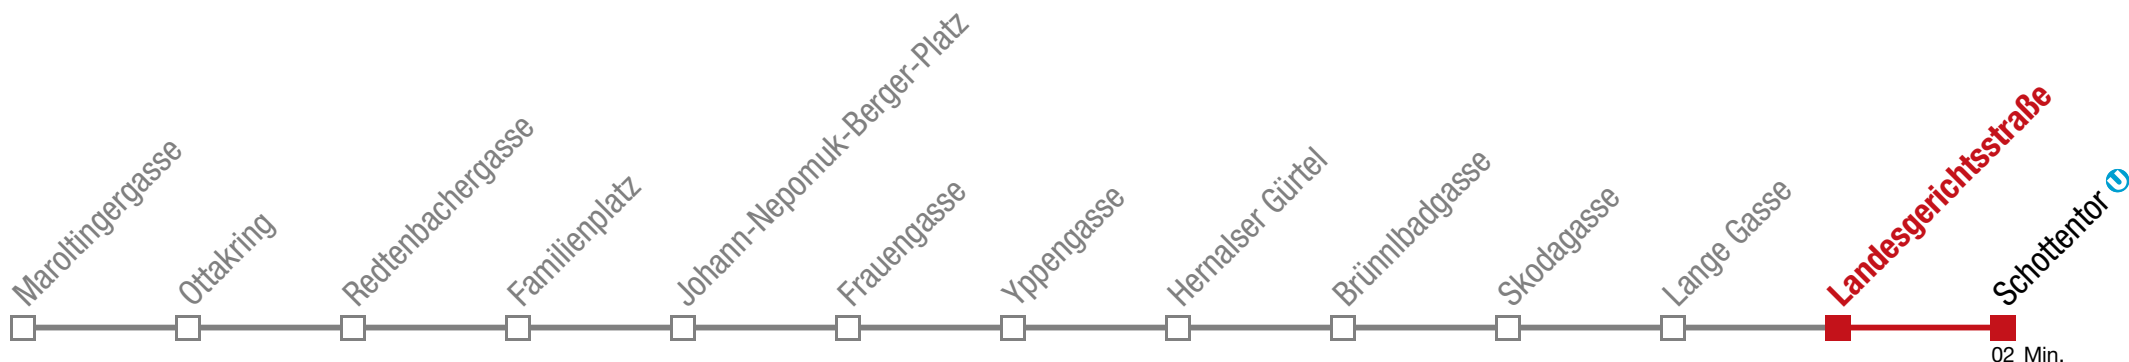 Maroltingergasse
Ottakring
Redtenbachergasse
Familienplatz
Johann-Nepomuk-Berger-Platz
Frauengasse
Yppengasse
Hernalser Gürtel
Brünnlbadgasse
Skodagasse
Lange Gasse
Landesgerichtsstraße
Schottentor U
02 Min.